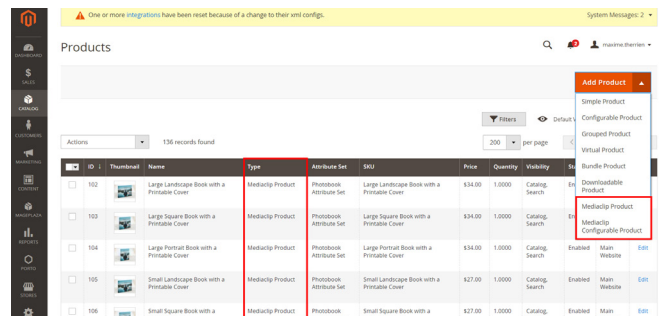 One or more integrations have been reset because of a change to their xml configs.
System Messages: 2
Products
maxime.therrien
DASHBOARD
SALES
CATALOG
CUSTOMERS
MARKETING
CONTENT
MAGEPLAZA
REPORTS
PORTO
STORES
Add Product
Simple Product
Configurable Product
Grouped Product
Virtual Product
Bundle Product
Downloadable
Product
Mediaclip Product
Mediaclip
Configurable Product
Filters
Default V
Actions
136 records found
200
per page
ID
Thumbnail
Name
Type
Attribute Set
SKU
Price
Quantity
Visibility
102
Large Landscape Book with a
Printable Cover
Mediaclip Product
Photobook
Attribute Set
Large Landscape Book with a
Printable Cover
$34.00
1.0000
Catalog,
Search
103
Large Square Book with a
Printable Cover
Mediaclip Product
Photobook
Attribute Set
Large Square Book with a
Printable Cover
$34.00
1.0000
Catalog,
Search
104
Large Portrait Book with a
Printable Cover
Mediaclip Product
Photobook
Attribute Set
Large Portrait Book with a
Printable Cover
$34.00
1.0000
Catalog,
Search
Enabled
Main
Website
Edit
105
Small Landscape Book with a
Printable Cover
Mediaclip Product
Photobook
Attribute Set
Small Landscape Book with a
Printable Cover
$27.00
1.0000
Catalog,
Search
Enabled
Main
Website
Edit
106
Small Square Book with a
Mediaclip Product
Photobook
Small Square Book with a
$27.00
1.0000
Catalog,
Enabled
Main
Edit